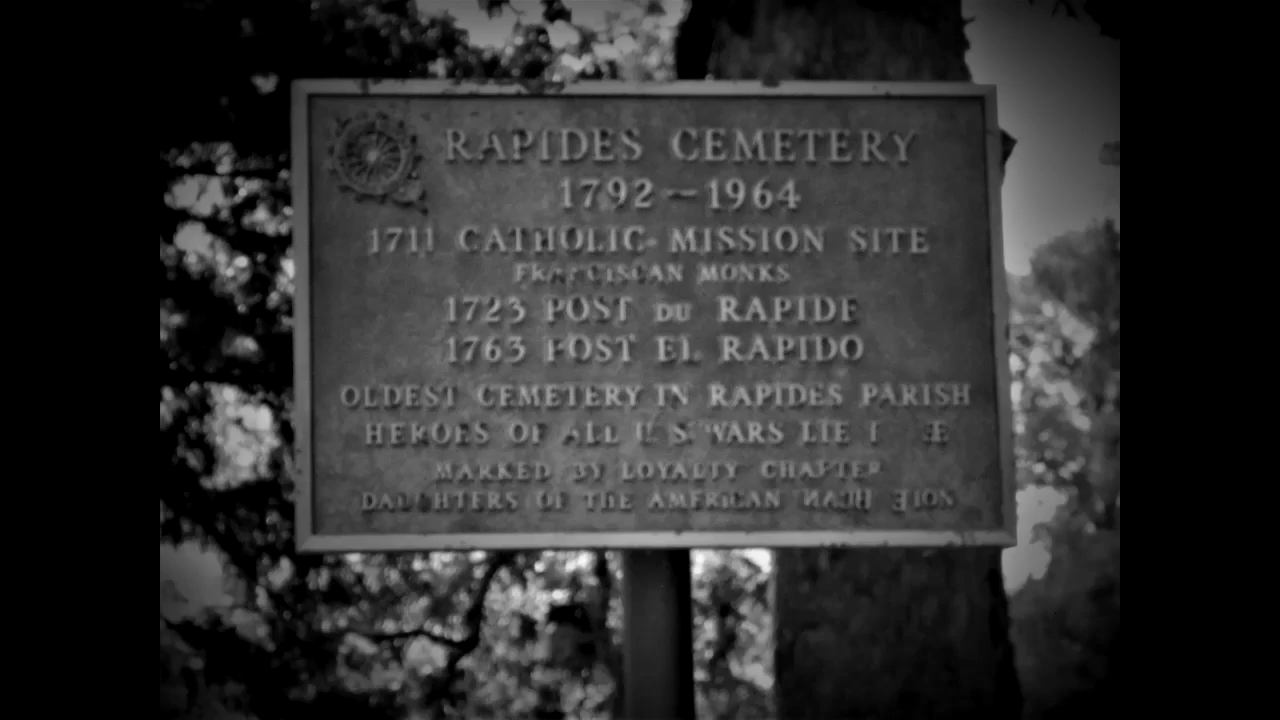 RAPIDES CEMETERY
1792–1964
1711 CATHOLIC MISSION SITE
FRANCISCAN MONKS
1723 POST DU RAPIDE
1763 POST EL RAPIDO
OLDEST CEMETERY IN RAPIDES PARISH
HEROES OF ALL U.S. WARS LIE
MARKED BY LOYALTY CHAPTER
DAUGHTERS OF THE AMERICAN